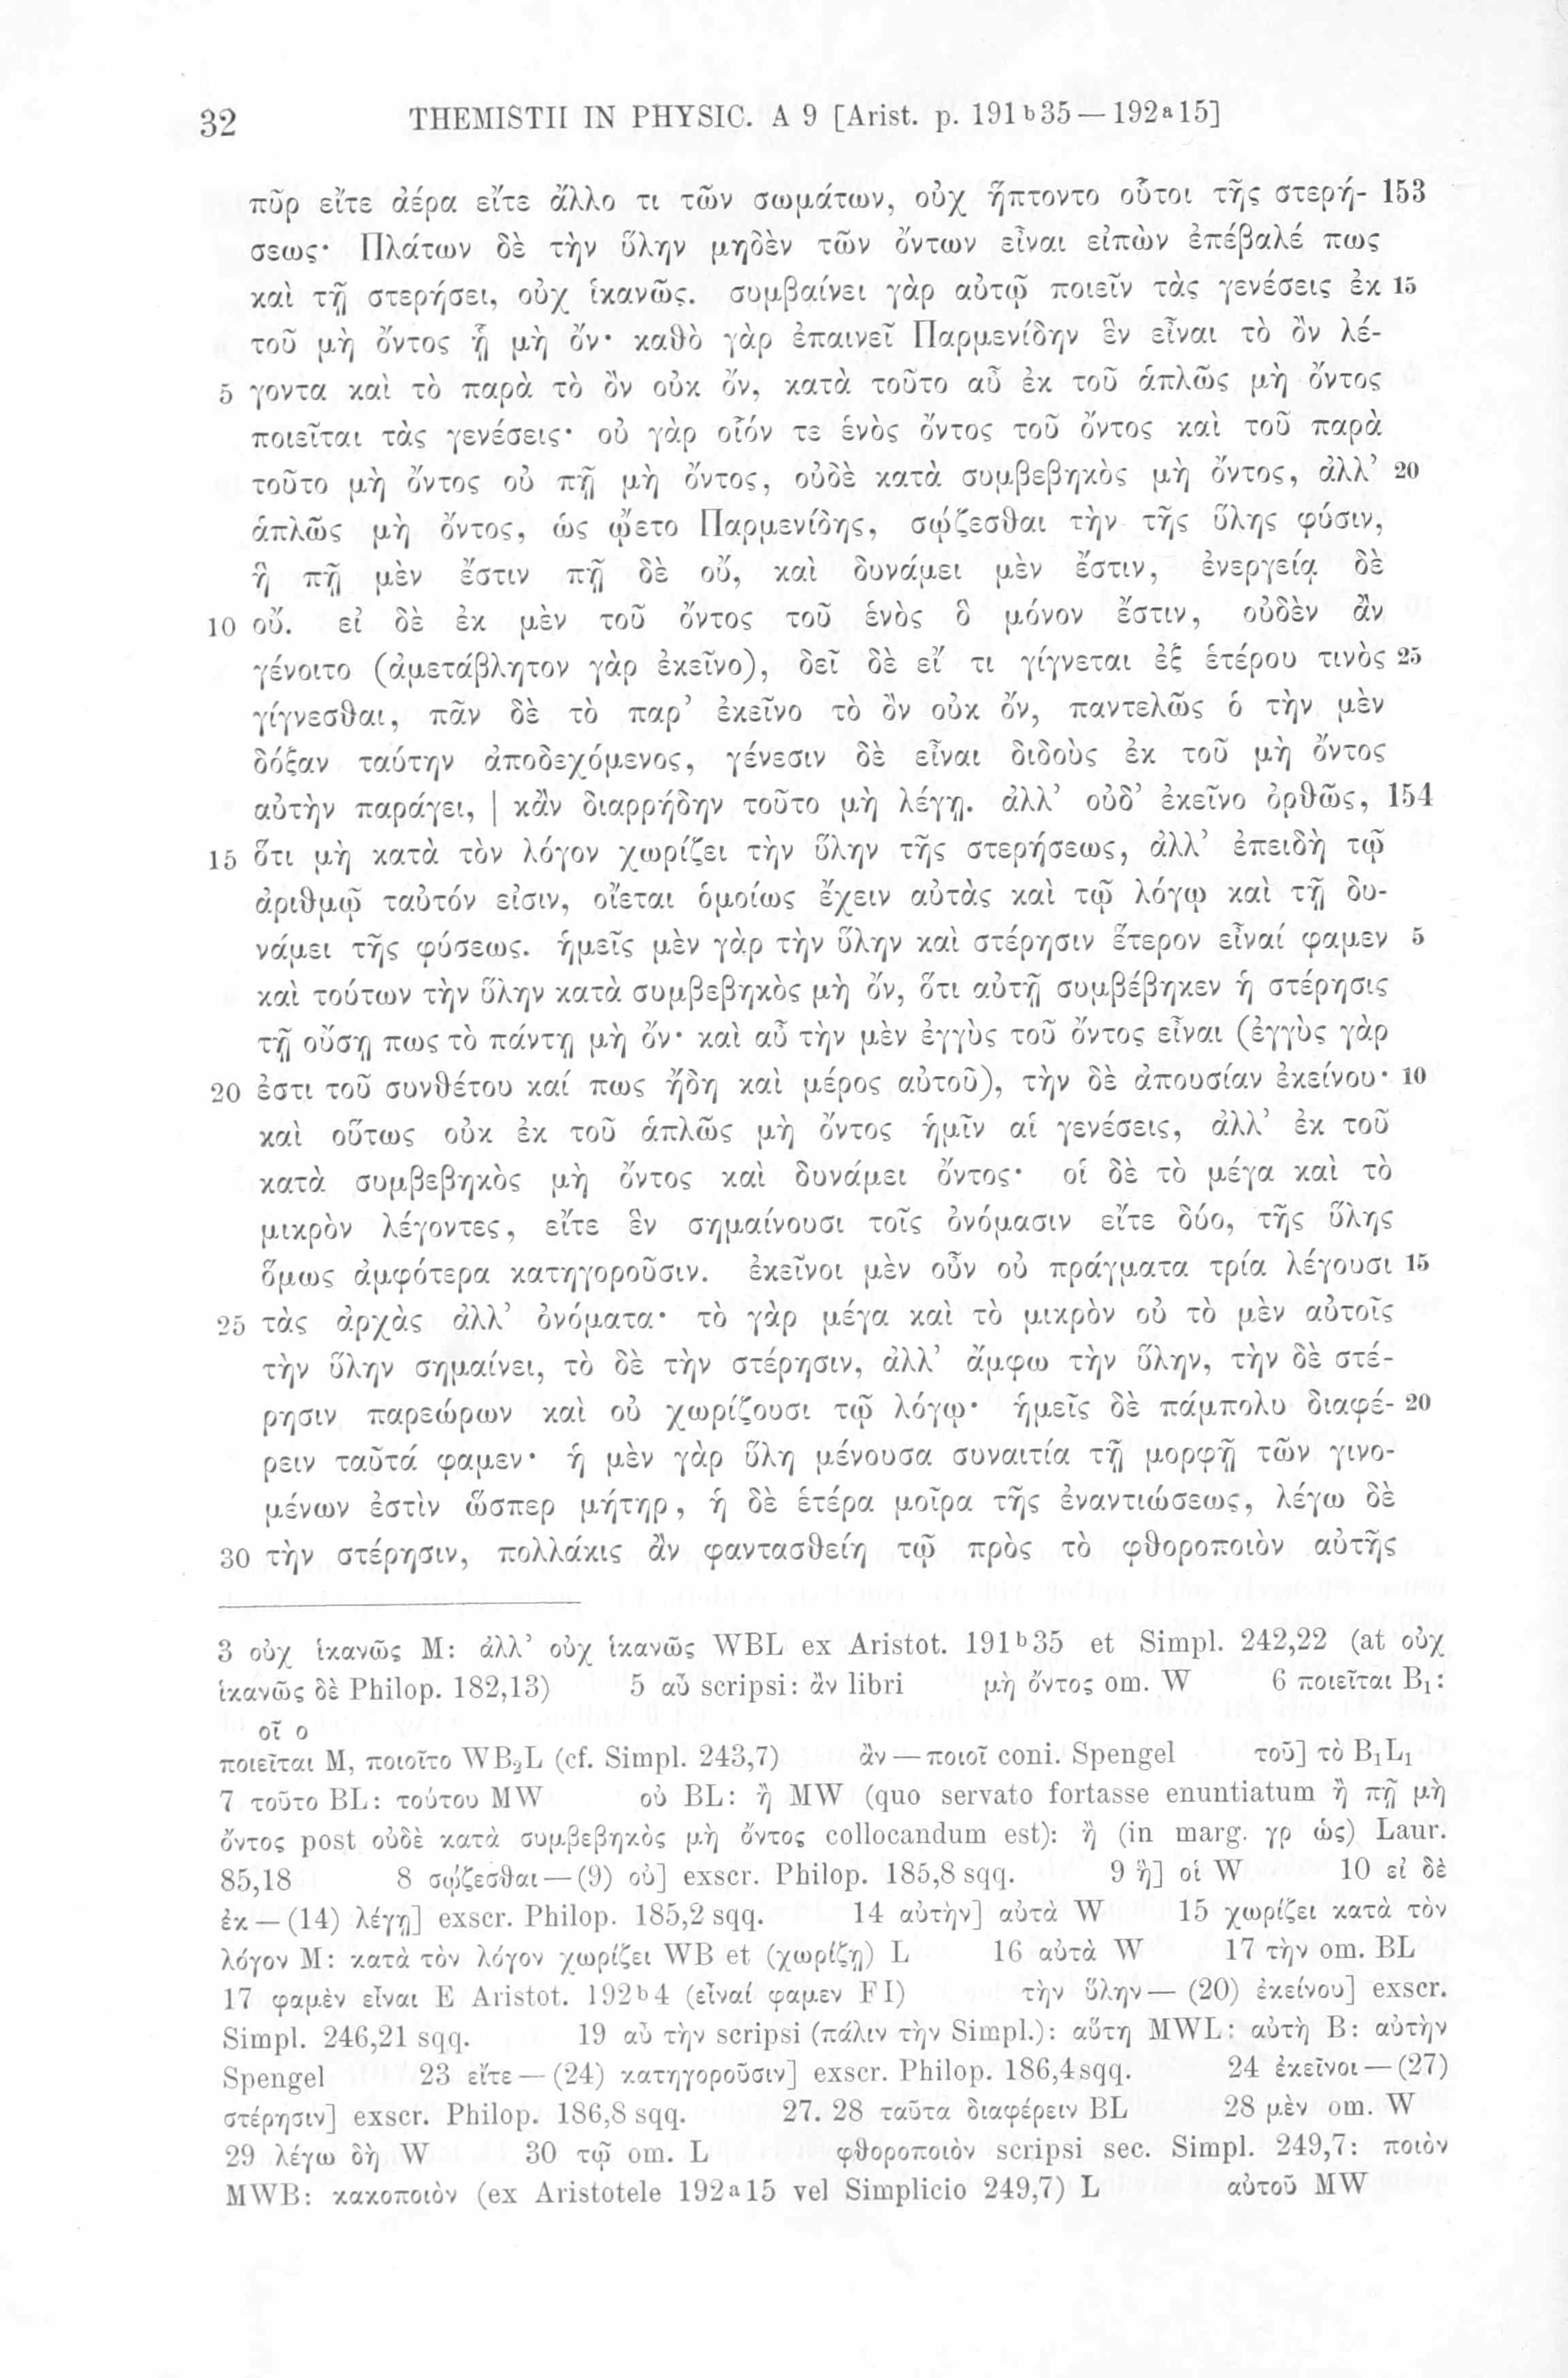 32 THEMISTII IN PHYSIC. A 9 [Arist. p. 191 b 35 — 192 a 15]
πῦρ εἴτε ἀέρα εἴτε ἄλλο τι τῶν σωμάτων, οὐχ ἥπτοντο οὗτοι τῆς στερή- 153
σεως· Πλάτων δὲ τὴν ὕλην μηδὲν τῶν ὄντων εἶναι εἰπὼν ἐπέβαλέ πως
καὶ τῇ στερήσει, οὐχ ἱκανῶς. συμβαίνει γὰρ αὐτῷ ποιεῖν τὰς γενέσεις ἐκ 15
τοῦ μὴ ὄντος ᾗ μὴ ὄν· καθὸ γὰρ ἐπαινεῖ Παρμενίδην ἓν εἶναι τὸ ὂν λέ-
5 γοντα καὶ τὸ παρὰ τὸ ὂν οὐκ ὄν, κατὰ τοῦτο αὖ ἐκ τοῦ ἁπλῶς μὴ ὄντος
ποιεῖται τὰς γενέσεις· οὐ γὰρ οἷόν τε ἑνὸς ὄντος τοῦ ὄντος καὶ τοῦ παρὰ
τοῦτο μὴ ὄντος οὐ πῇ μὴ ὄντος, οὐδὲ κατὰ συμβεβηκὸς μὴ ὄντος, ἀλλ’ 20
ἁπλῶς μὴ ὄντος, ὡς ᾤετο Παρμενίδης, σῴζεσθαι τὴν τῆς ὕλης φύσιν,
ἣ πῇ μὲν ἔστιν πῇ δὲ οὔ, καὶ δυνάμει μὲν ἔστιν, ἐνεργείᾳ δὲ
10 οὔ. εἰ δὲ ἐκ μὲν τοῦ ὄντος τοῦ ἑνὸς ὃ μόνον ἔστιν, οὐδὲν ἂν
γένοιτο (ἀμετάβλητον γὰρ ἐκεῖνο), δεῖ δὲ εἴ τι γίγνεται ἐξ ἑτέρου τινὸς 25
γίγνεσθαι, πᾶν δὲ τὸ παρ’ ἐκεῖνο τὸ ὂν οὐκ ὄν, παντελῶς ὁ τὴν μὲν
δόξαν ταύτην ἀποδεχόμενος, γένεσιν δὲ εἶναι διδοὺς ἐκ τοῦ μὴ ὄντος
αὐτὴν παράγει, | κἂν διαρρήδην τοῦτο μὴ λέγῃ. ἀλλ’ οὐδ’ ἐκεῖνο ὀρθῶς, 154
15 ὅτι μὴ κατὰ τὸν λόγον χωρίζει τὴν ὕλην τῆς στερήσεως, ἀλλ’ ἐπειδὴ τῷ
ἀριθμῷ ταὐτόν εἰσιν, οἴεται ὁμοίως ἔχειν αὐτὰς καὶ τῷ λόγῳ καὶ τῇ δυ-
νάμει τῆς φύσεως. ἡμεῖς μὲν γὰρ τὴν ὕλην καὶ στέρησιν ἕτερον εἶναί φαμεν 5
καὶ τούτων τὴν ὕλην κατὰ συμβεβηκὸς μὴ ὄν, ὅτι αὐτῇ συμβέβηκεν ἡ στέρησις
τῇ οὔσῃ πως τὸ πάντῃ μὴ ὄν· καὶ αὖ τὴν μὲν ἐγγὺς τοῦ ὄντος εἶναι (ἐγγὺς γὰρ
20 ἐστι τοῦ συνθέτου καί πως ἤδη καὶ μέρος αὐτοῦ), τὴν δὲ ἀπουσίαν ἐκείνου· 10
καὶ οὕτως οὐκ ἐκ τοῦ ἁπλῶς μὴ ὄντος ἡμῖν αἱ γενέσεις, ἀλλ’ ἐκ τοῦ
κατὰ συμβεβηκὸς μὴ ὄντος καὶ δυνάμει ὄντος· οἱ δὲ τὸ μέγα καὶ τὸ
μικρὸν λέγοντες, εἴτε ἓν σημαίνουσι τοῖς ὀνόμασιν εἴτε δύο, τῆς ὕλης
ὅμως ἀμφότερα κατηγοροῦσιν. ἐκεῖνοι μὲν οὖν οὐ πράγματα τρία λέγουσι 15
25 τὰς ἀρχὰς ἀλλ’ ὀνόματα· τὸ γὰρ μέγα καὶ τὸ μικρὸν οὐ τὸ μὲν αὐτοῖς
τὴν ὕλην σημαίνει, τὸ δὲ τὴν στέρησιν, ἀλλ’ ἄμφω τὴν ὕλην, τὴν δὲ στέ-
ρησιν παρεώρων καὶ οὐ χωρίζουσι τῷ λόγῳ· ἡμεῖς δὲ πάμπολυ διαφέ- 20
ρειν ταῦτά φαμεν· ἡ μὲν γὰρ ὕλη μένουσα συναιτία τῇ μορφῇ τῶν γινο-
μένων ἐστὶν ὥσπερ μήτηρ, ἡ δὲ ἑτέρα μοῖρα τῆς ἐναντιώσεως, λέγω δὲ
30 τὴν στέρησιν, πολλάκις ἂν φαντασθείη τῷ πρὸς τὸ φθοροποιὸν αὐτῆς
3 οὐχ ἱκανῶς M: ἀλλ’ οὐχ ἱκανῶς WBL ex Aristot. 191 b 35 et Simpl. 242,22 (at οὐχ
ἱκανῶς δὲ Philop. 182,13) 5 αὖ scripsi: ἂν libri μὴ ὄντος om. W 6 ποιεῖται B₁:
οῖ ο
ποιεῖται M, ποιοῖτο WB₂L (cf. Simpl. 243,7) ἂν — ποιοῖ coni. Spengel τοῦ] τὸ B₁L₁
7 τοῦτο BL: τούτου MW οὐ BL: ἢ MW (quo servato fortasse enuntiatum ἢ πῇ μὴ
ὄντος post οὐδὲ κατὰ συμβεβηκὸς μὴ ὄντος collocandum est): ἢ (in marg. γρ ὡς) Laur.
85,18 8 σῴζεσθαι — (9) οὐ] exscr. Philop. 185,8 sqq. 9 ἣ] οἱ W 10 εἰ δὲ
ἐκ — (14) λέγῃ] exscr. Philop. 185,2 sqq. 14 αὐτὴν] αὐτὰ W 15 χωρίζει κατὰ τὸν
λόγον M: κατὰ τὸν λόγον χωρίζει WB et (χωρίζῃ) L 16 αὐτὰ W 17 τὴν om. BL
17 φαμὲν εἶναι E Aristot. 192 b 4 (εἶναί φαμεν FI) τὴν ὕλην — (20) ἐκείνου] exscr.
Simpl. 246,21 sqq. 19 αὖ τὴν scripsi (πάλιν τὴν Simpl.): αὕτη MWL: αὐτὴ B: αὐτὴν
Spengel 23 εἴτε — (24) κατηγοροῦσιν] exscr. Philop. 186,4 sqq. 24 ἐκεῖνοι — (27)
στέρησιν] exscr. Philop. 186,8 sqq. 27. 28 ταῦτα διαφέρειν BL 28 μὲν om. W
29 λέγω δὴ W 30 τῷ om. L φθοροποιὸν scripsi sec. Simpl. 249,7: ποιὸν
MWB: κακοποιὸν (ex Aristotele 192 a 15 vel Simplicio 249,7) L αὐτοῦ MW